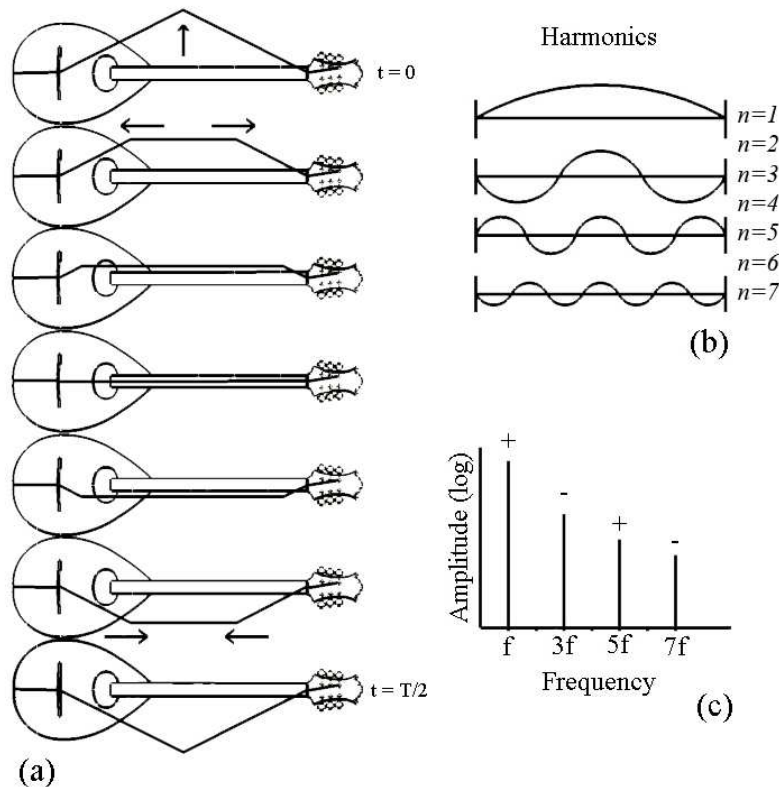 t = 0
t = T/2
(a)
Harmonics
n=1
n=2
n=3
n=4
n=5
n=6
n=7
(b)
Amplitude (log)
+
-
+
-
f 3f 5f 7f
Frequency
(c)